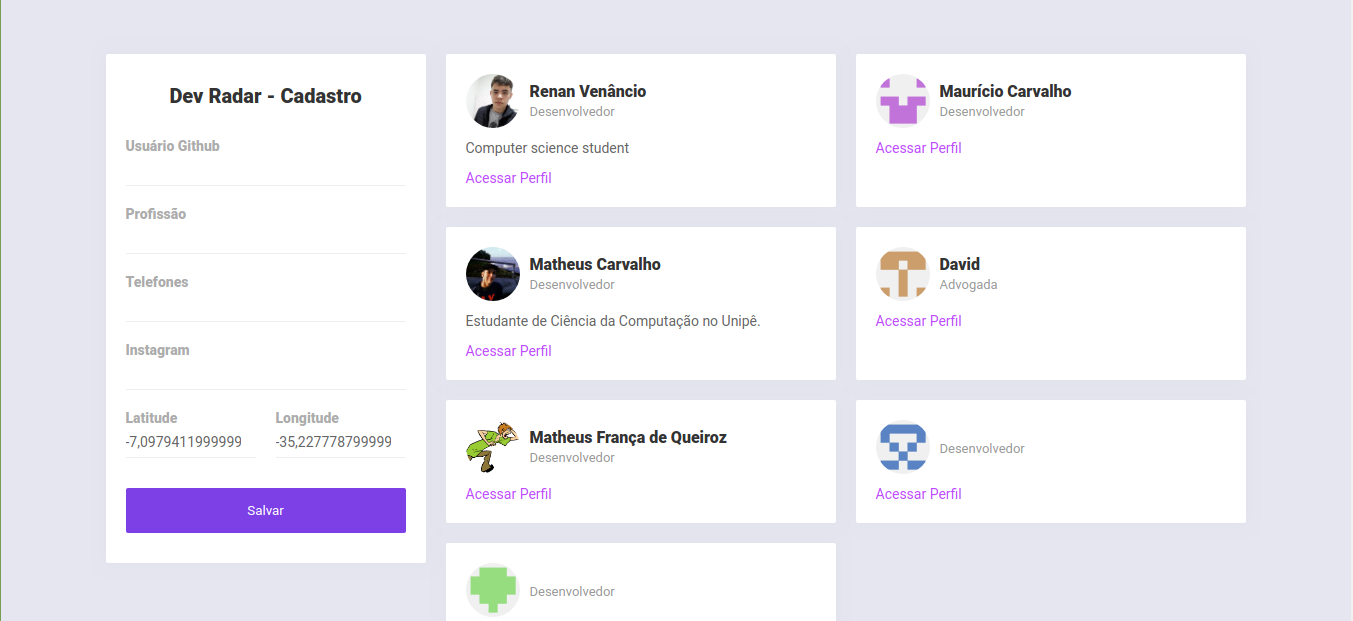 Dev Radar - Cadastro
Usuário Github
Profissão
Telefones
Instagram
Latitude
Longitude
-7,0979411999999
-35,227778799999
Salvar
Renan Venâncio
Desenvolvedor
Computer science student
Acessar Perfil
Maurício Carvalho
Desenvolvedor
Acessar Perfil
Matheus Carvalho
Desenvolvedor
Estudante de Ciência da Computação no Unipê.
Acessar Perfil
David
Advogada
Acessar Perfil
Matheus França de Queiroz
Desenvolvedor
Acessar Perfil
Desenvolvedor
Acessar Perfil
Desenvolvedor